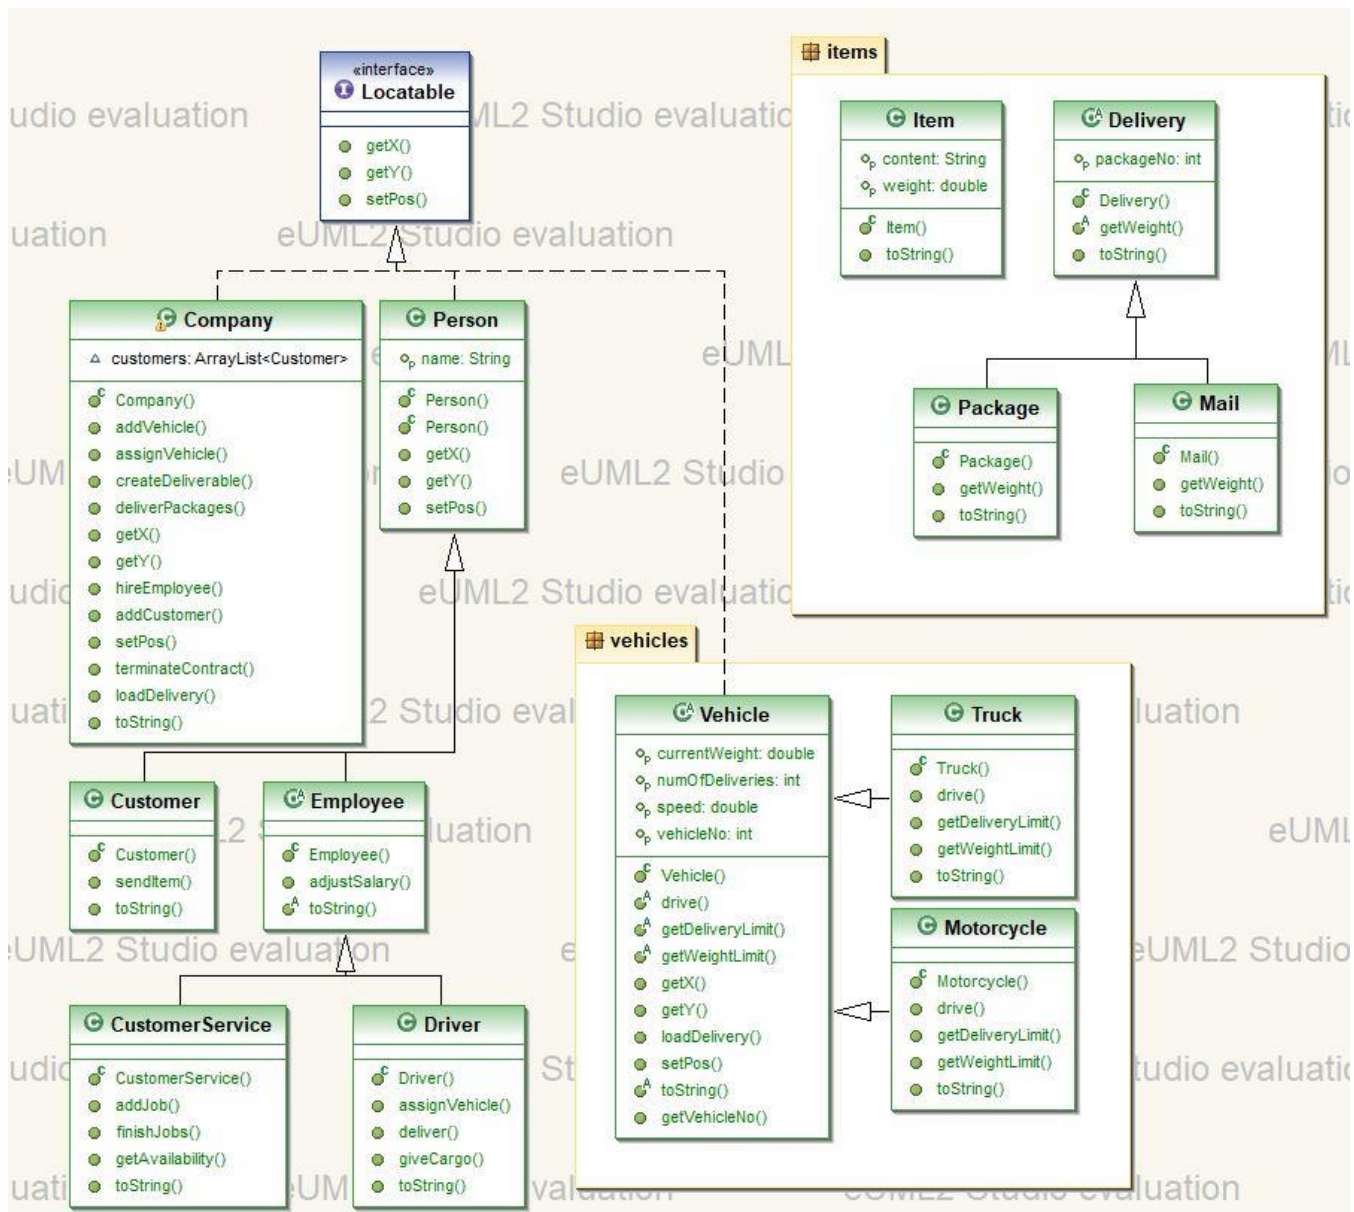 «interface»
Locatable
getX()
getY()
setPos()
Company
customers: ArrayList<Customer>
Company()
addVehicle()
assignVehicle()
createDeliverable()
deliverPackages()
getX()
getY()
hireEmployee()
addCustomer()
setPos()
terminateContract()
loadDelivery()
toString()
Person
name: String
Person()
Person()
getX()
getY()
setPos()
Customer
Customer()
sendItem()
toString()
Employee
Employee()
adjustSalary()
toString()
CustomerService
CustomerService()
addJob()
finishJobs()
getAvailability()
toString()
Driver
Driver()
assignVehicle()
deliver()
giveCargo()
toString()
items
Item
content: String
weight: double
Item()
toString()
Delivery
packageNo: int
Delivery()
getWeight()
toString()
Package
Package()
getWeight()
toString()
Mail
Mail()
getWeight()
toString()
vehicles
Vehicle
currentWeight: double
numOfDeliveries: int
speed: double
vehicleNo: int
Vehicle()
drive()
getDeliveryLimit()
getWeightLimit()
getX()
getY()
loadDelivery()
setPos()
toString()
getVehicleNo()
Truck
Truck()
drive()
getDeliveryLimit()
getWeightLimit()
toString()
Motorcycle
Motorcycle()
drive()
getDeliveryLimit()
getWeightLimit()
toString()
eUML2 Studio evaluation